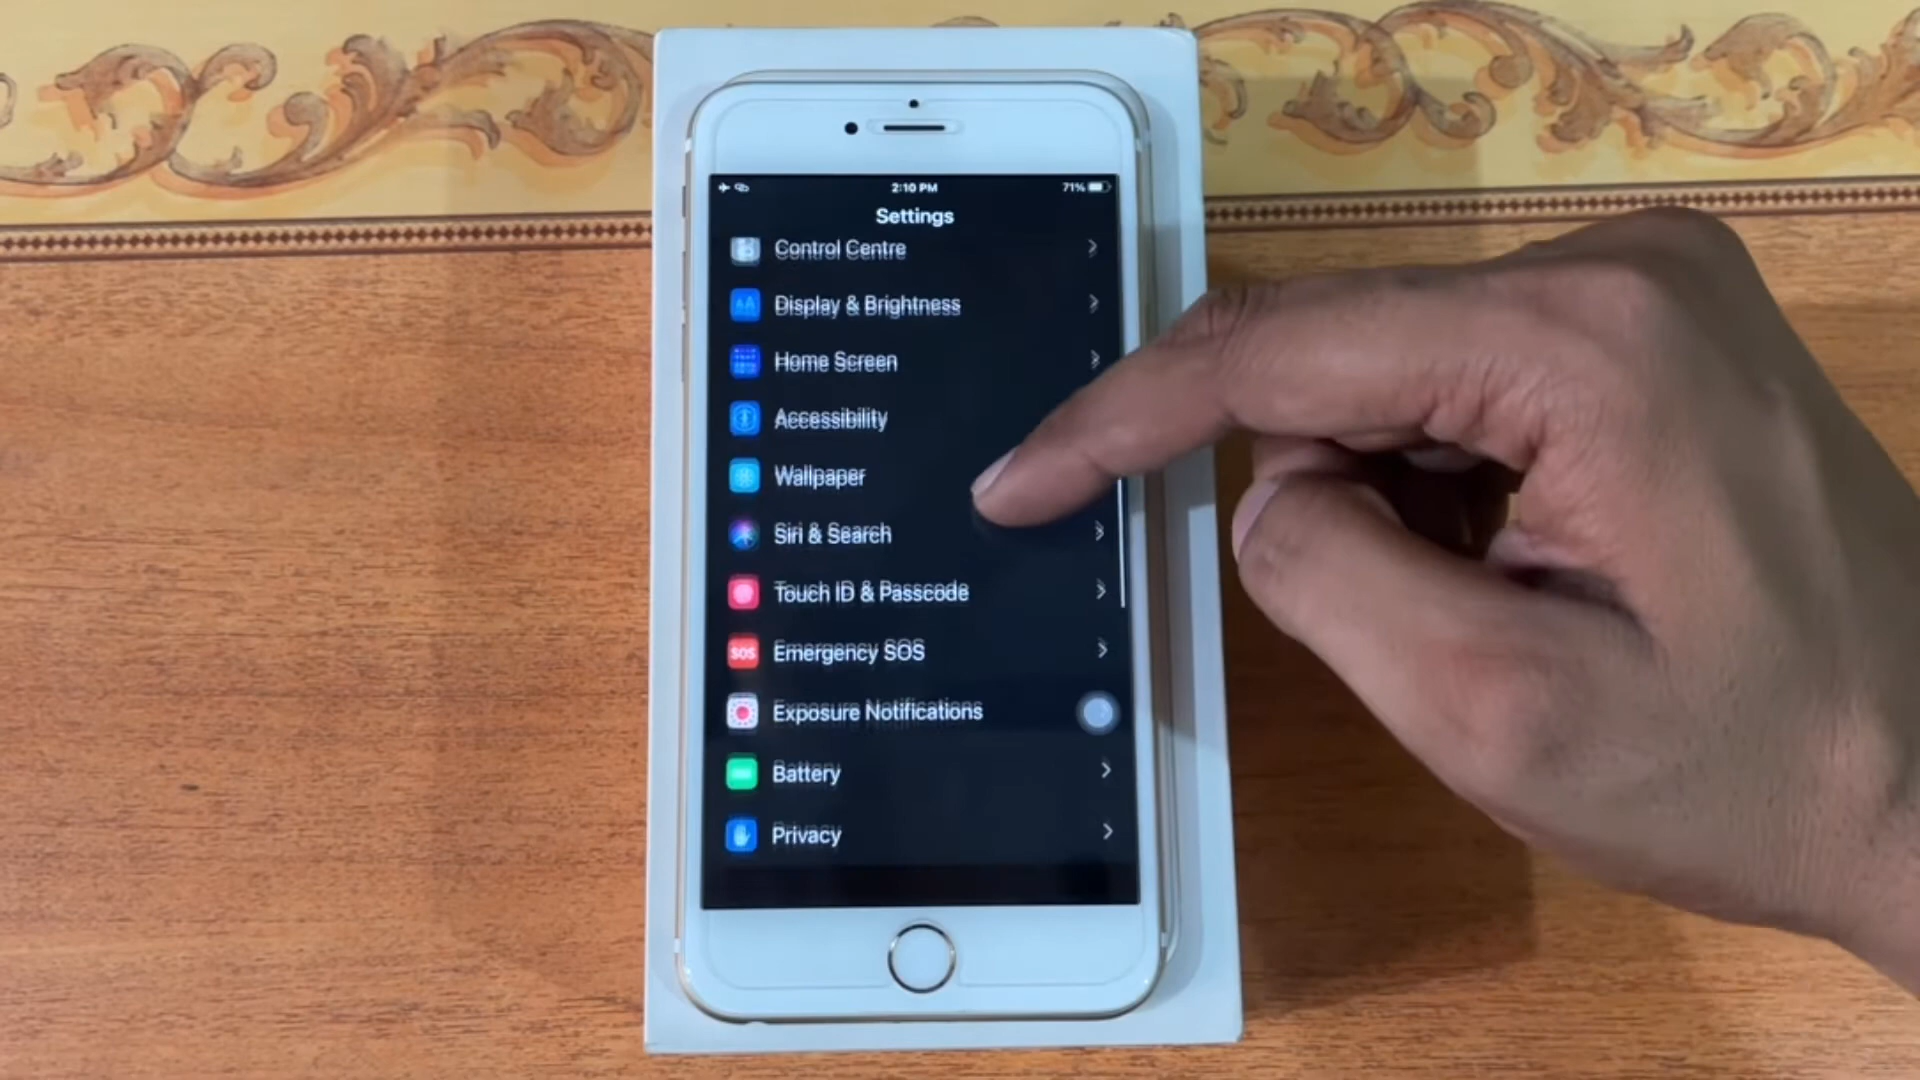 2:10 PM
71%
Settings
Control Centre
AA
Display & Brightness
Home Screen
Accessibility
Wallpaper
Siri & Search
Touch ID & Passcode
SOS
Emergency SOS
Exposure Notifications
Battery
Privacy